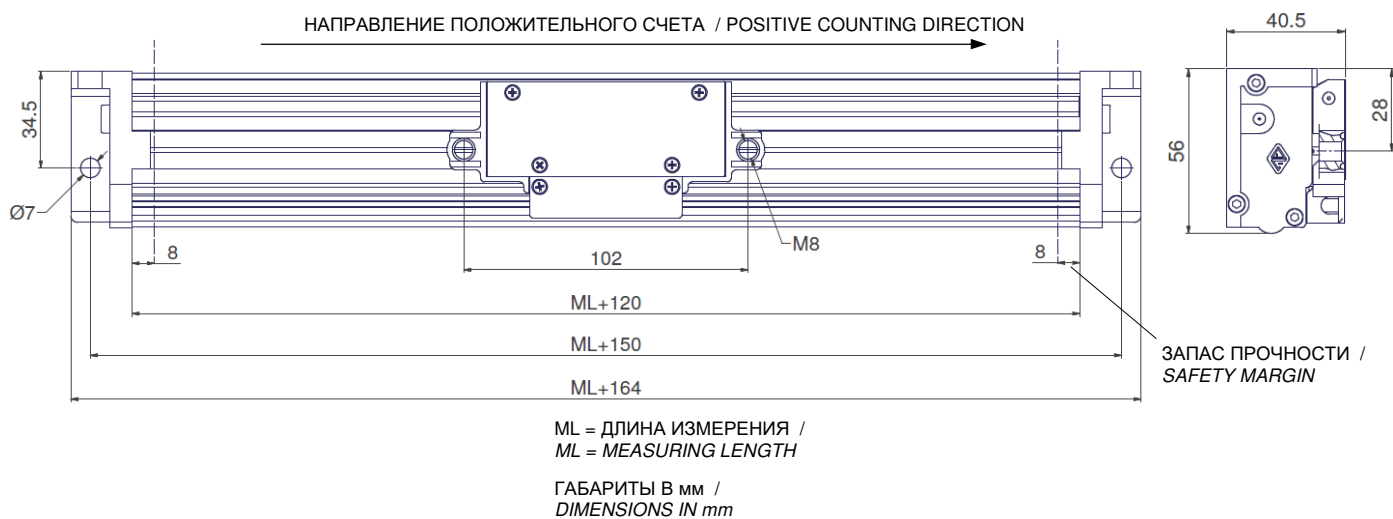 НАПРАВЛЕНИЕ ПОЛОЖИТЕЛЬНОГО СЧЕТА / POSITIVE COUNTING DIRECTION
40.5
34.5
28
56
Ø7
8
102
M8
8
ML+120
ML+150
ML+164
ЗАПАС ПРОЧНОСТИ /
SAFETY MARGIN
ML = ДЛИНА ИЗМЕРЕНИЯ /
ML = MEASURING LENGTH
ГАБАРИТЫ В мм /
DIMENSIONS IN mm